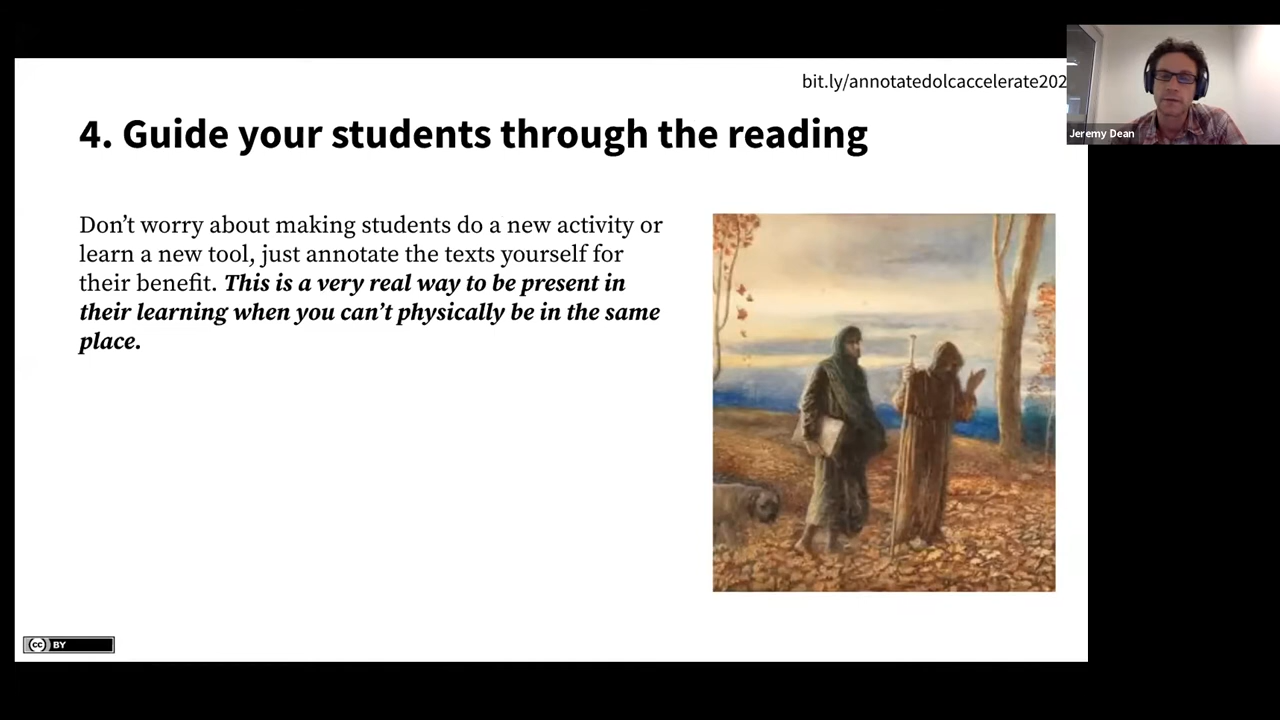 bit.ly/annotatedolcaccelerate202
Jeremy Dean
4. Guide your students through the reading
Don’t worry about making students do a new activity or
learn a new tool, just annotate the texts yourself for
their benefit. This is a very real way to be present in
their learning when you can’t physically be in the same
place.
cc BY